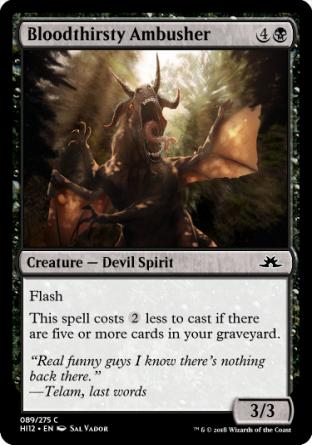 Bloodthirsty Ambusher 4
Creature — Devil Spirit
Flash
This spell costs 2 less to cast if there
are five or more cards in your graveyard.
"Real funny guys I know there's nothing
back there."
—Telam, last words
3/3
089/275 C
HI12 • EN SAL VADOR
™ & © 2018 Wizards of the Coast